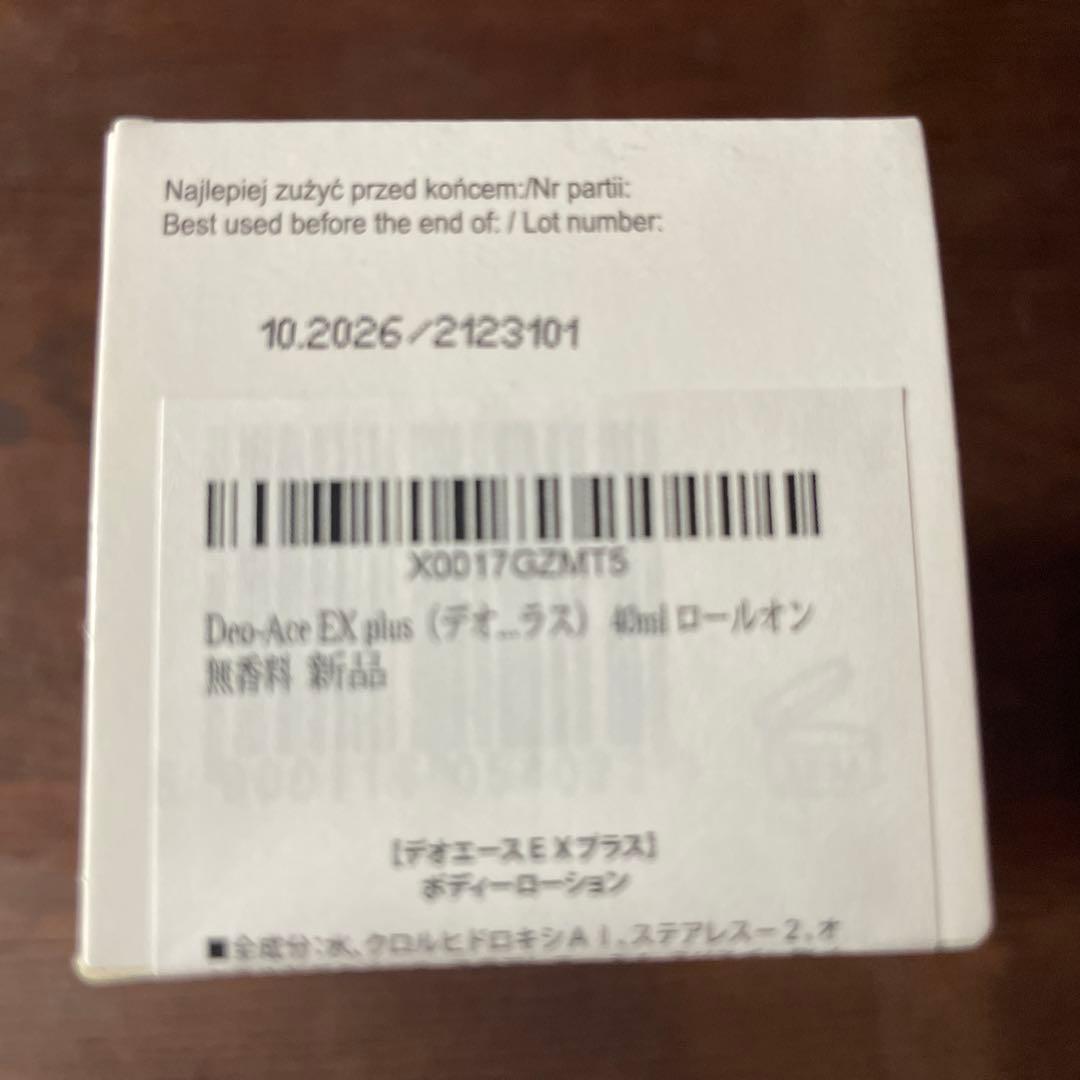 Najlepiej zużyć przed końcem:/Nr partii:
Best used before the end of: / Lot number:
10.2026/2123101
X0017GZMT5
Deo-Ace EX plus（デオ...ラス） 40ml ロールオン
無香料 新品
【デオエースＥＸプラス】
ボディーローション
■全成分：水、クロルヒドロキシＡｌ、ステアレスー２、オ